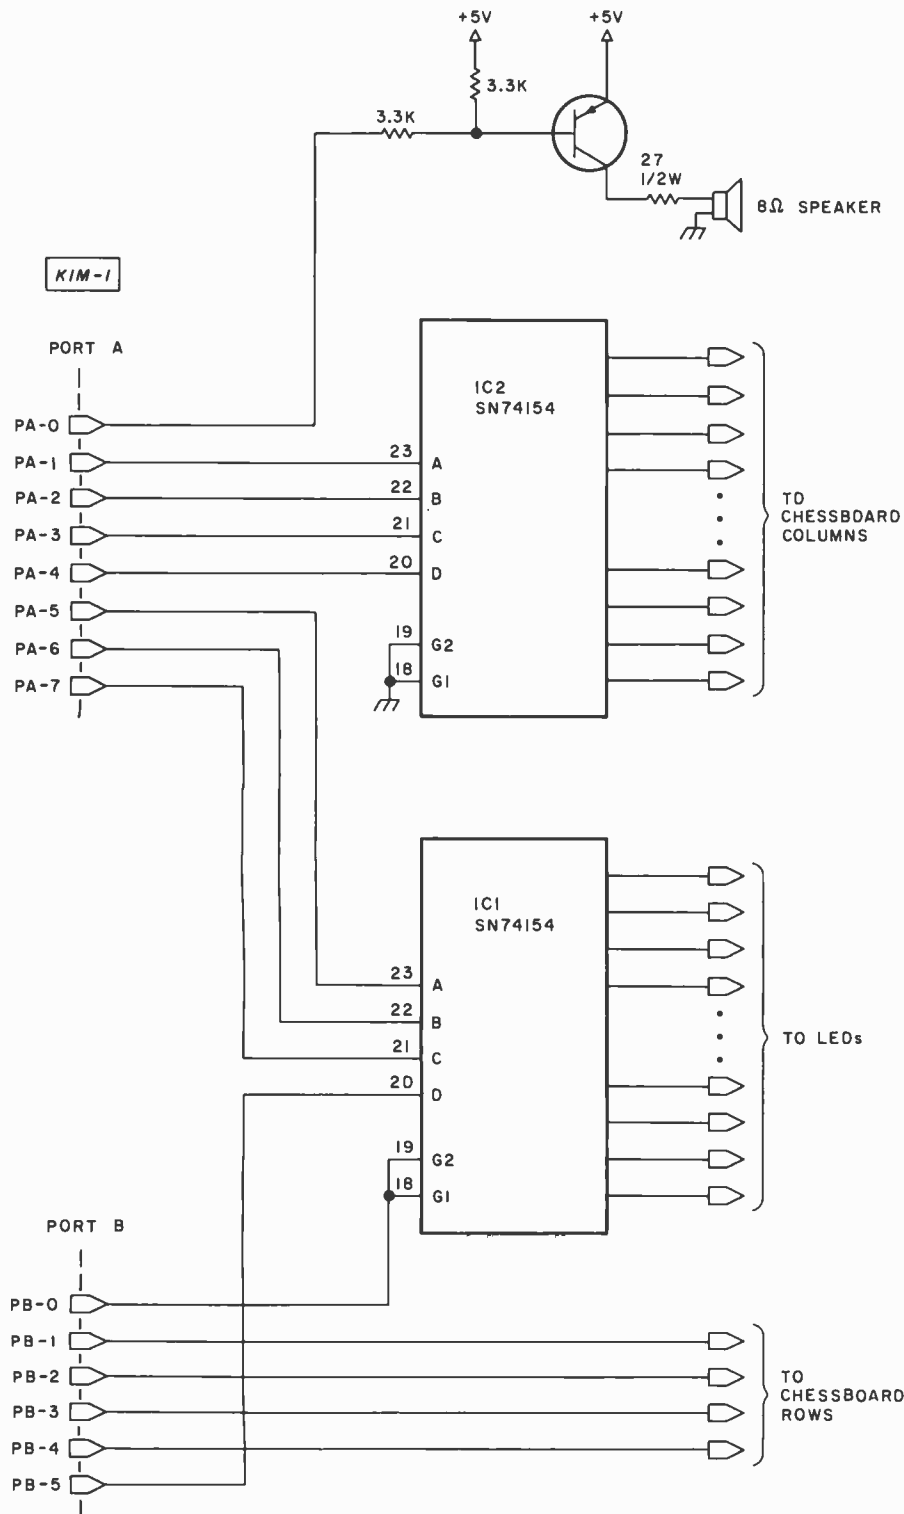 +5V
+5V
3.3K
3.3K
27
1/2W
8Ω SPEAKER
KIM-1
PORT A
PA-0
PA-1
PA-2
PA-3
PA-4
PA-5
PA-6
PA-7
IC2
SN74154
23 A
22 B
21 C
20 D
19 G2
18 G1
TO
CHESSBOARD
COLUMNS
IC1
SN74154
23 A
22 B
21 C
20 D
19 G2
18 G1
TO LEDs
PORT B
PB-0
PB-1
PB-2
PB-3
PB-4
PB-5
TO
CHESSBOARD
ROWS